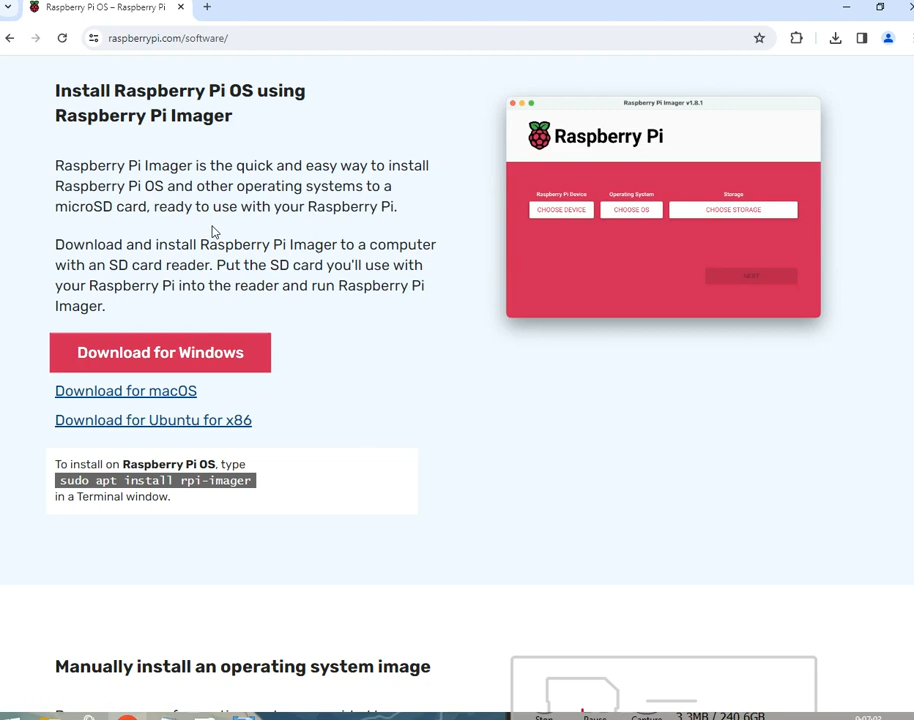 Raspberry Pi OS – Raspberry Pi
raspberrypi.com/software/
Install Raspberry Pi OS using
Raspberry Pi Imager
Raspberry Pi Imager is the quick and easy way to install
Raspberry Pi OS and other operating systems to a
microSD card, ready to use with your Raspberry Pi.
Download and install Raspberry Pi Imager to a computer
with an SD card reader. Put the SD card you'll use with
your Raspberry Pi into the reader and run Raspberry Pi
Imager.
Download for Windows
Download for macOS
Download for Ubuntu for x86
To install on Raspberry Pi OS, type
sudo apt install rpi-imager
in a Terminal window.
Raspberry Pi Imager v1.8.1
Raspberry Pi
Raspberry Pi Device
Operating System
Storage
CHOOSE DEVICE
CHOOSE OS
CHOOSE STORAGE
NEXT
Manually install an operating system image
Stop
Pause
Capture
3.3MB / 240.6GB